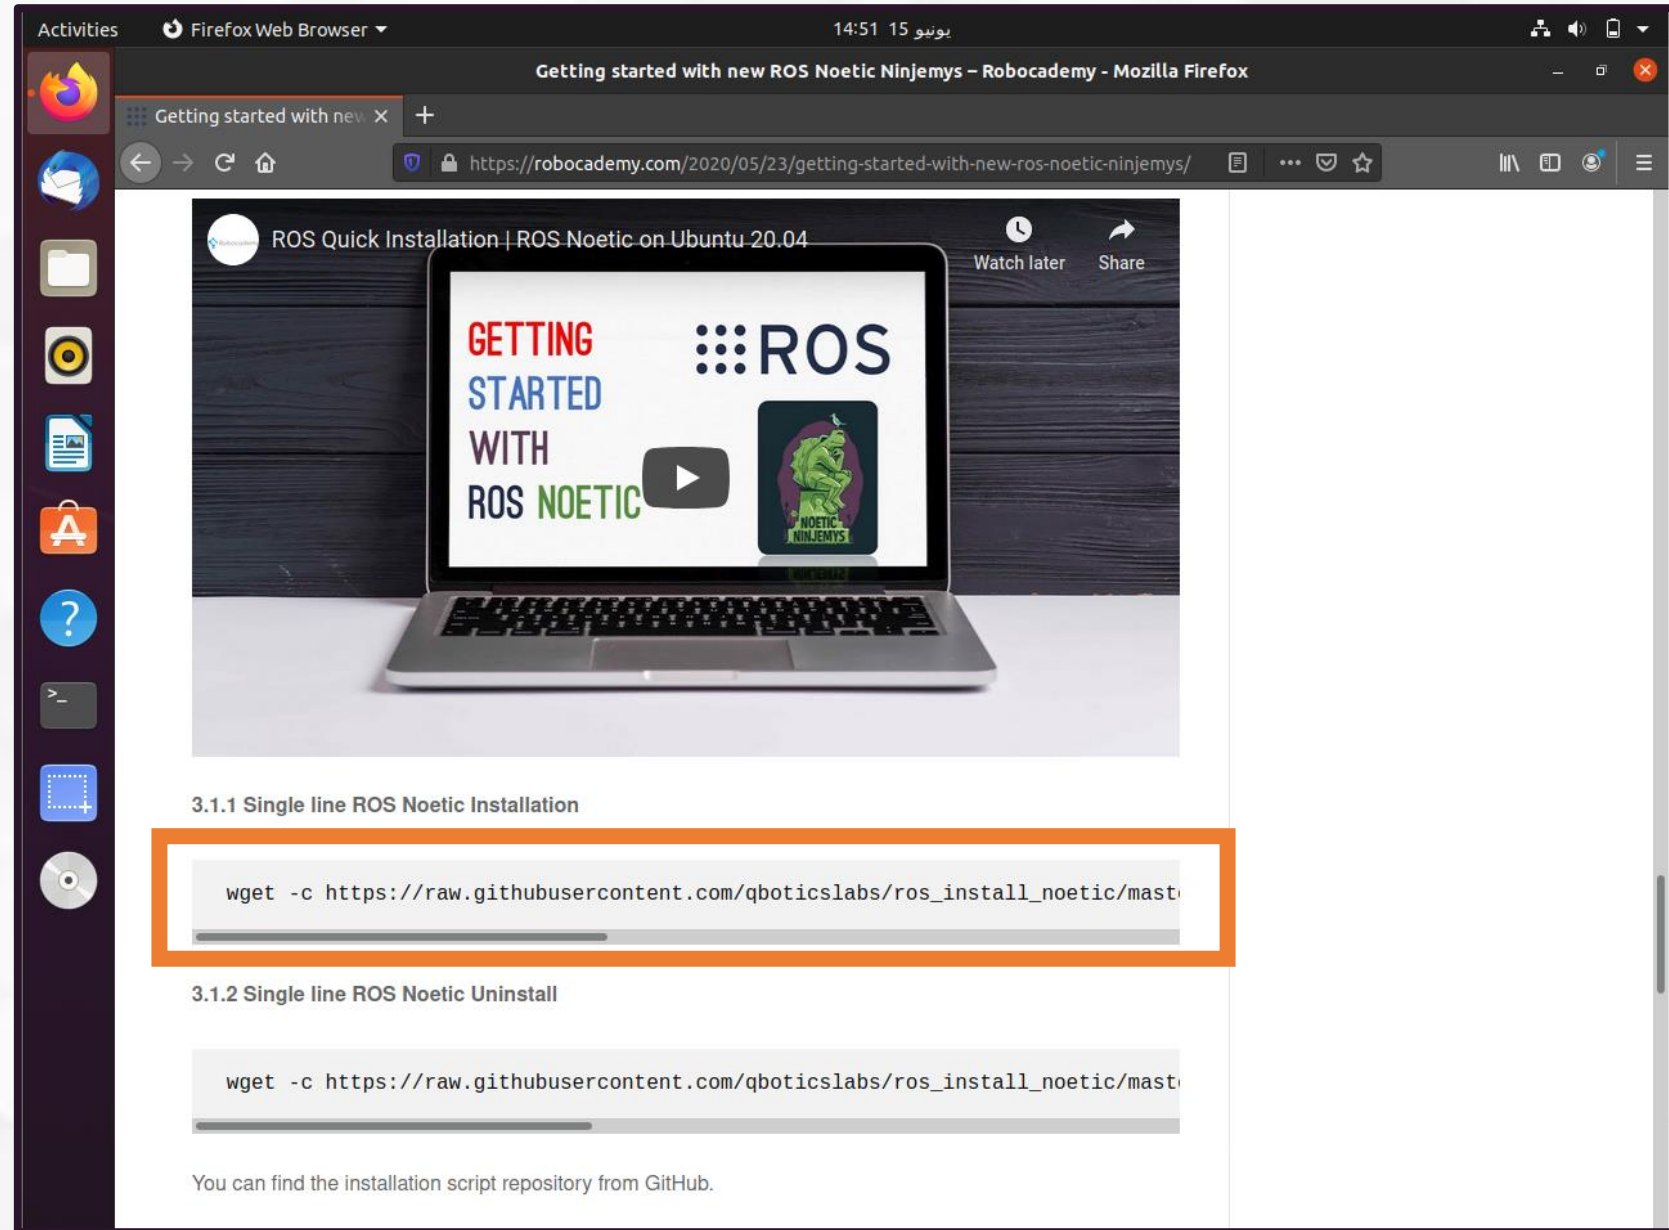 Activities Firefox Web Browser 14:51 15 يونيو
Getting started with new ROS Noetic Ninjemys – Robocademy - Mozilla Firefox
Getting started with new
https://robocademy.com/2020/05/23/getting-started-with-new-ros-noetic-ninjemys/
ROS Quick Installation | ROS Noetic on Ubuntu 20.04
Watch later Share
GETTING
STARTED
WITH
ROS NOETIC
ROS
NOETIC
NINJEMYS
3.1.1 Single line ROS Noetic Installation
wget -c https://raw.githubusercontent.com/qboticslabs/ros_install_noetic/mast
3.1.2 Single line ROS Noetic Uninstall
wget -c https://raw.githubusercontent.com/qboticslabs/ros_install_noetic/mast
You can find the installation script repository from GitHub.